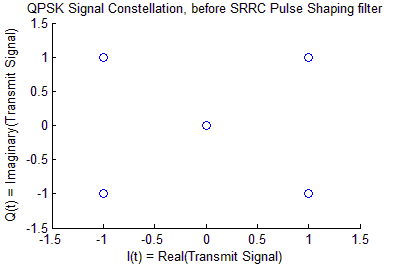 QPSK Signal Constellation, before SRRC Pulse Shaping filter
1.5
1
0.5
0
-0.5
-1
-1.5
Q(t) = Imaginary(Transmit Signal)
-1.5 -1 -0.5 0 0.5 1 1.5
I(t) = Real(Transmit Signal)